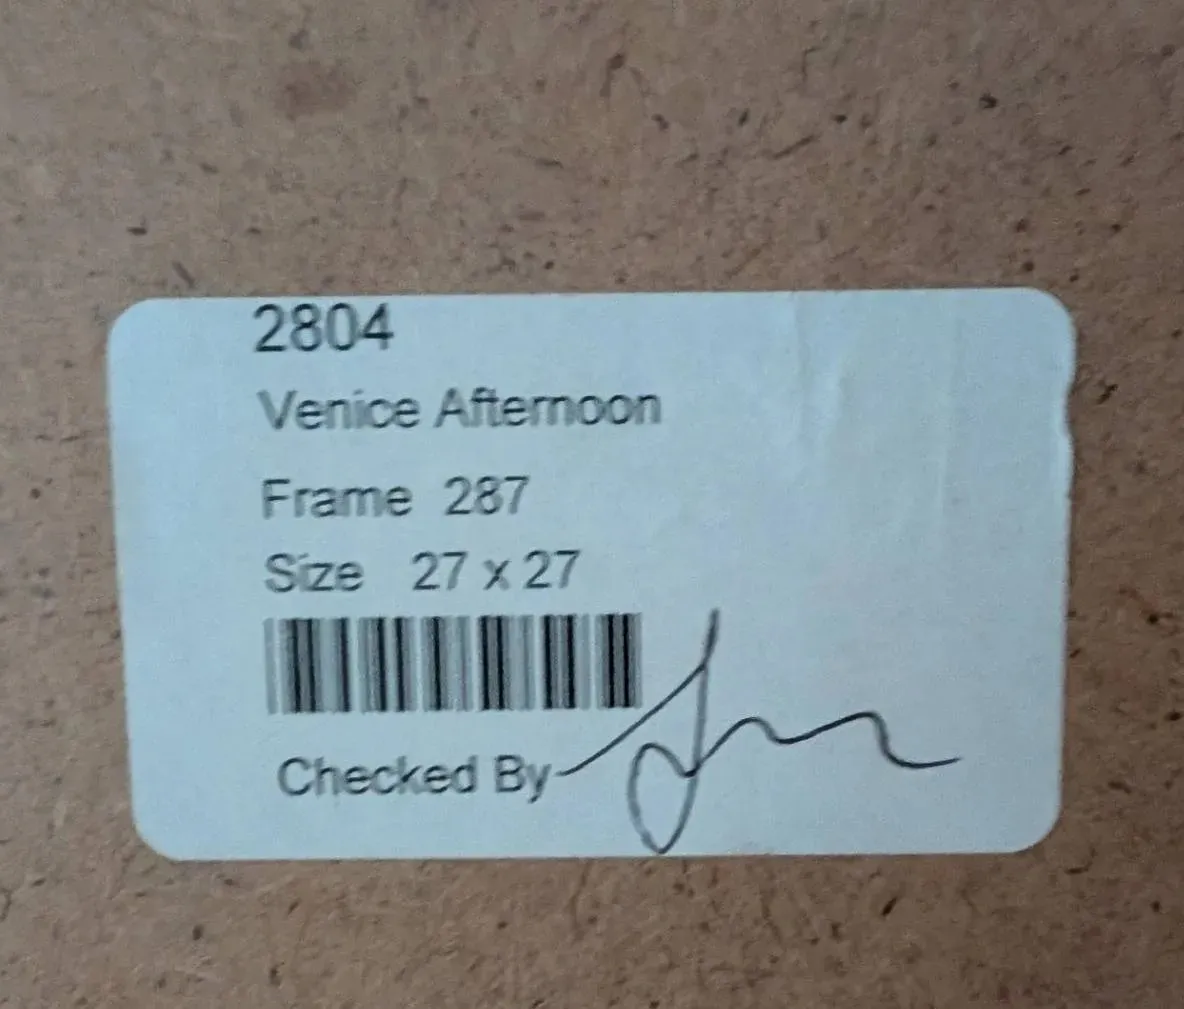 2804
Venice Afternoon
Frame 287
Size 27 x 27
Checked By